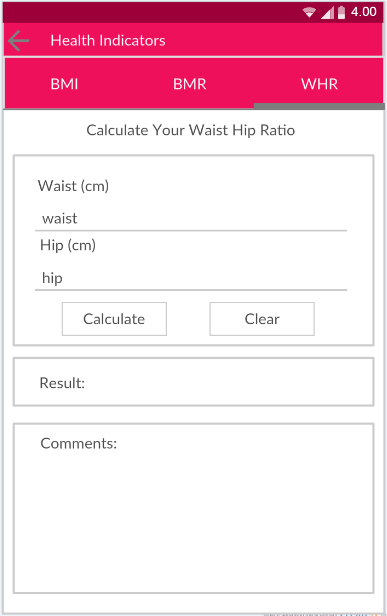 4.00
Health Indicators
BMI BMR WHR
Calculate Your Waist Hip Ratio
Waist (cm)
waist
Hip (cm)
hip
Calculate Clear
Result:
Comments: